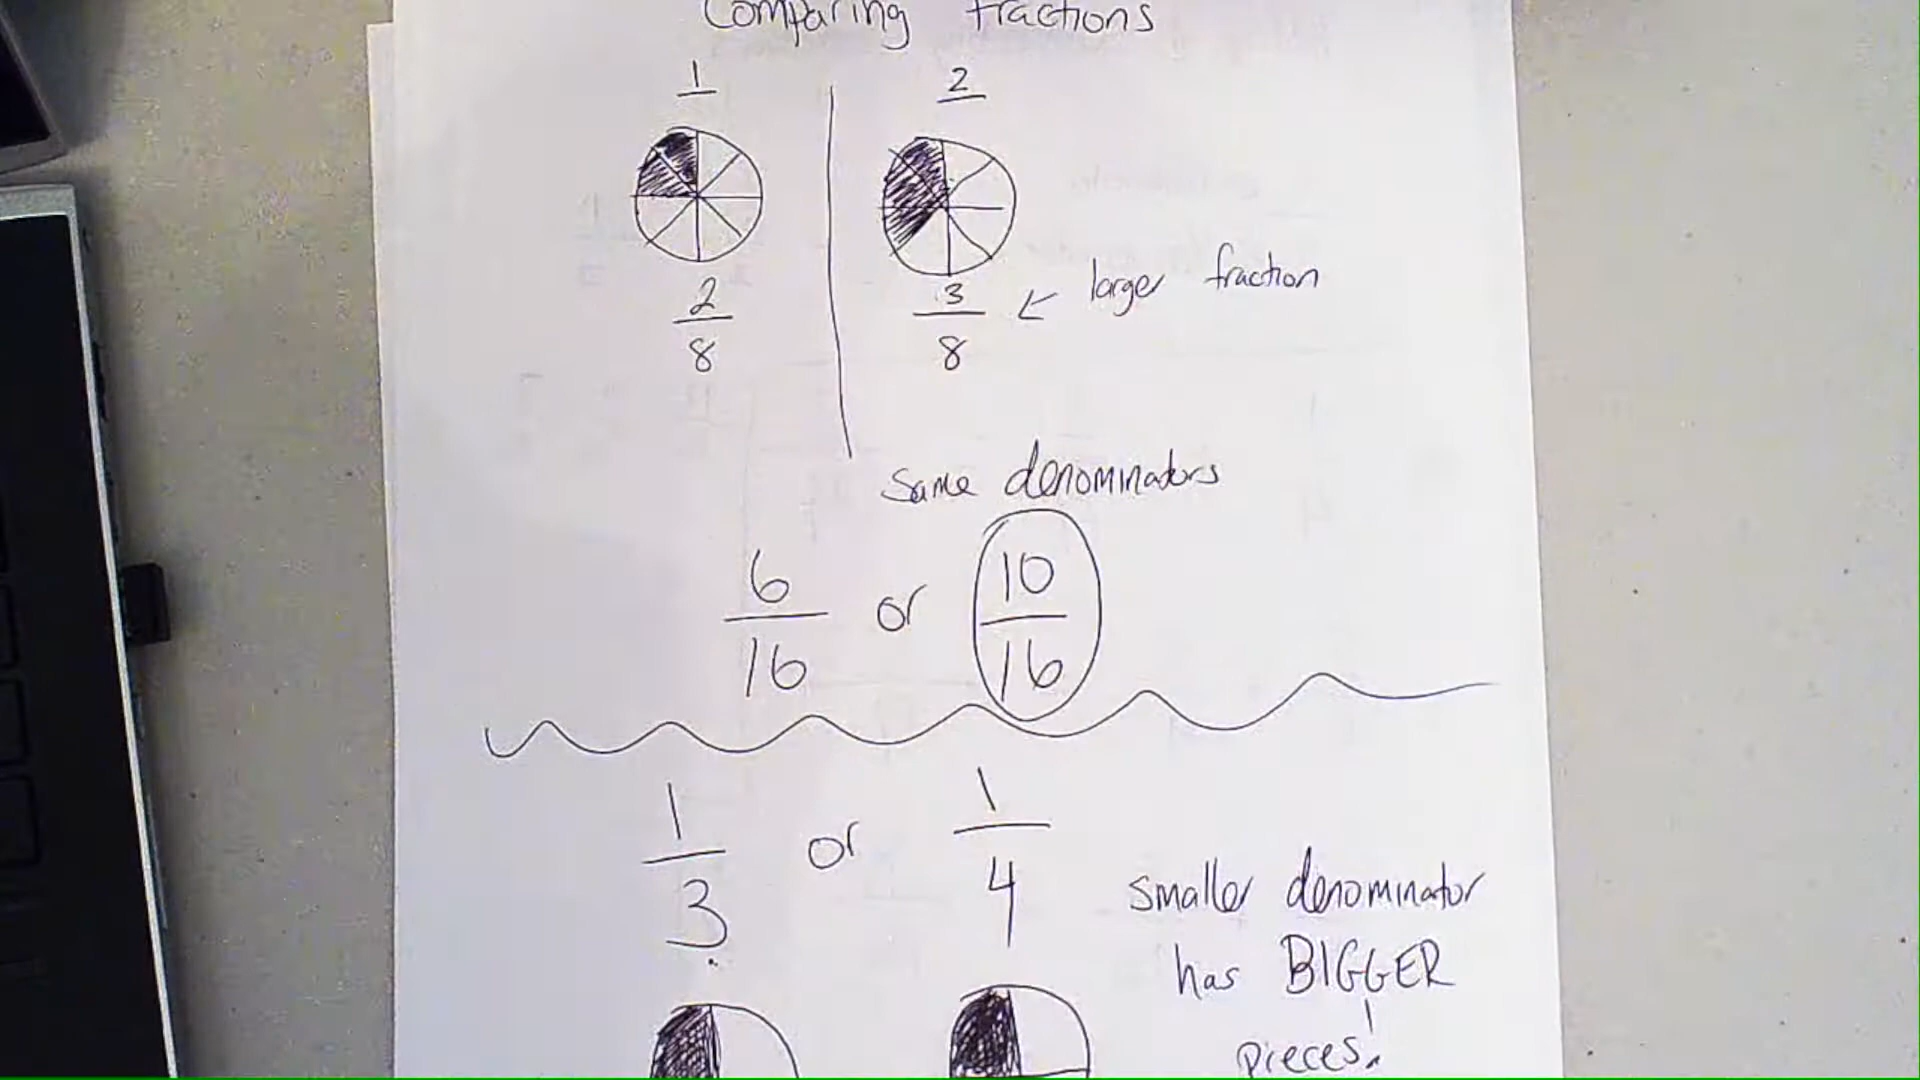 Comparing fractions
1
2
2
8
3
8
larger fraction
same denominators
6
16
or
10
16
1
3
or
1
4
smaller denominator
has BIGGER
pieces.